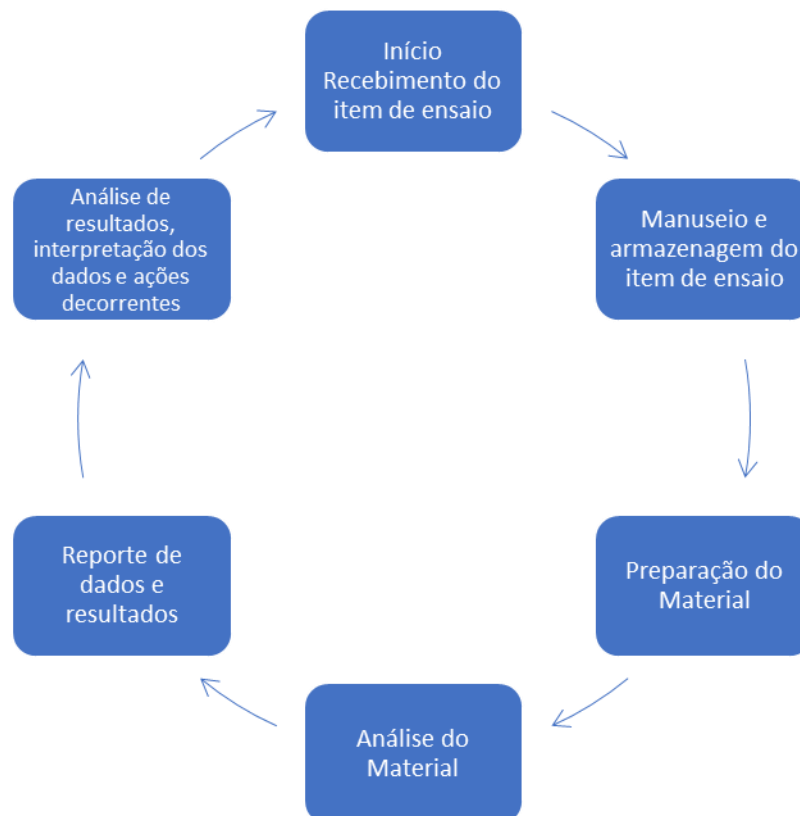 Início
Recebimento do
item de ensaio
Manuseio e
armazenagem do
item de ensaio
Preparação do
Material
Análise do
Material
Reporte de
dados e
resultados
Análise de
resultados,
interpretação dos
dados e ações
decorrentes